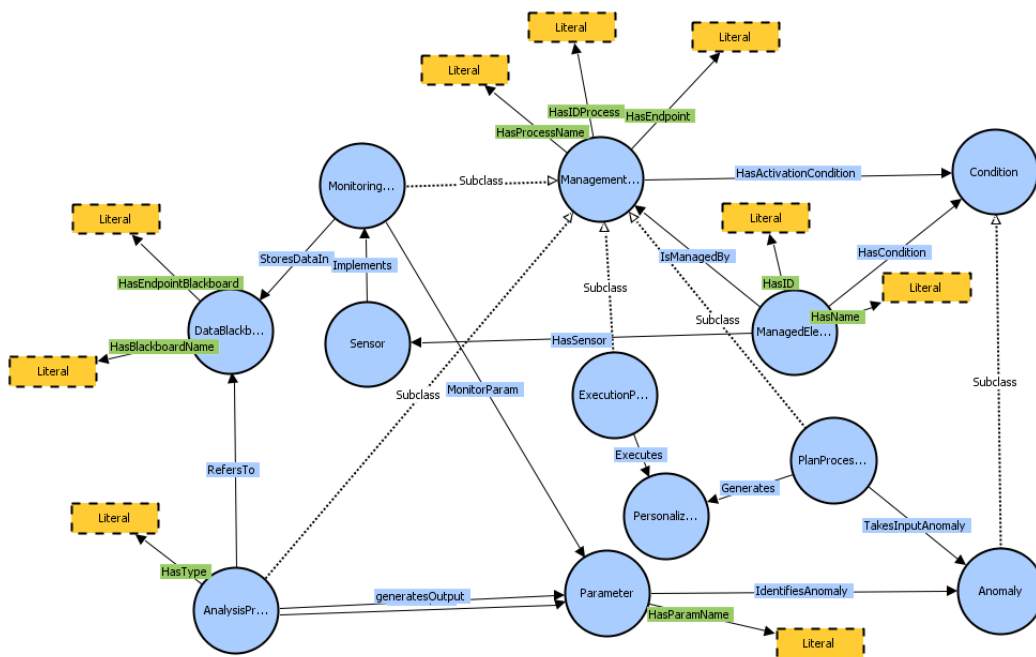 Literal
Literal
Literal
HasIDProcess
HasEndpoint
HasProcessName
Monitoring...
Subclass
Management...
HasActivationCondition
Condition
Literal
Literal
StoresDataIn
Implements
IsManagedBy
HasCondition
HasEndpointBlackboard
Subclass
HasID
Literal
HasName
DataBlackb...
Sensor
HasSensor
ManagedEle...
HasBlackboardName
Literal
Subclass
MonitorParam
Subclass
Subclass
ExecutionP...
Executes
PlanProces...
RefersTo
Generates
Personaliz...
Literal
TakesInputAnomaly
HasType
AnalysisPr...
generatesOutput
Parameter
IdentifiesAnomaly
Anomaly
HasParamName
Literal